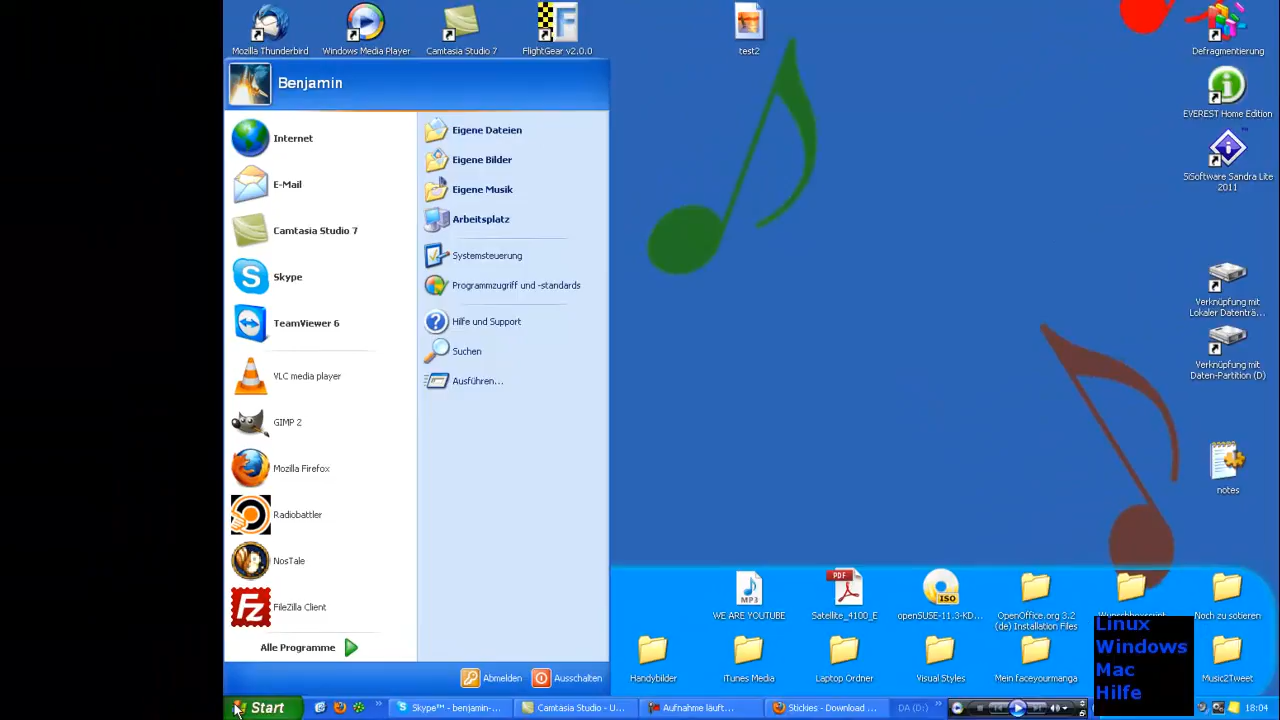 Mozilla Thunderbird
Windows Media Player
Camtasia Studio 7
FlightGear v2.0.0
test2
Defragmentierung
EVEREST Home Edition
SiSoftware Sandra Lite
2011
Verknüpfung mit
Lokaler Datenträ...
Verknüpfung mit
Daten-Partition (D)
notes
Benjamin
Internet
E-Mail
Camtasia Studio 7
Skype
TeamViewer 6
VLC media player
GIMP 2
Mozilla Firefox
Radiobattler
NosTale
FileZilla Client
Alle Programme
Eigene Dateien
Eigene Bilder
Eigene Musik
Arbeitsplatz
Systemsteuerung
Programmzugriff und -standards
Hilfe und Support
Suchen
Ausführen...
Abmelden
Ausschalten
MP3
WE ARE YOUTUBE
PDF
Satellite_4100_E
ISO
openSUSE-11.3-KD...
OpenOffice.org 3.2
(de) Installation Files
Noch zu sotieren
Handybilder
iTunes Media
Laptop Ordner
Visual Styles
Mein faceyourmanga
Music2Tweet
Linux
Windows
Mac
Hilfe
Start
Skype™ - benjamin-...
Camtasia Studio - U...
Aufnahme läuft...
Stickies - Download ...
DA (D:)
18:04